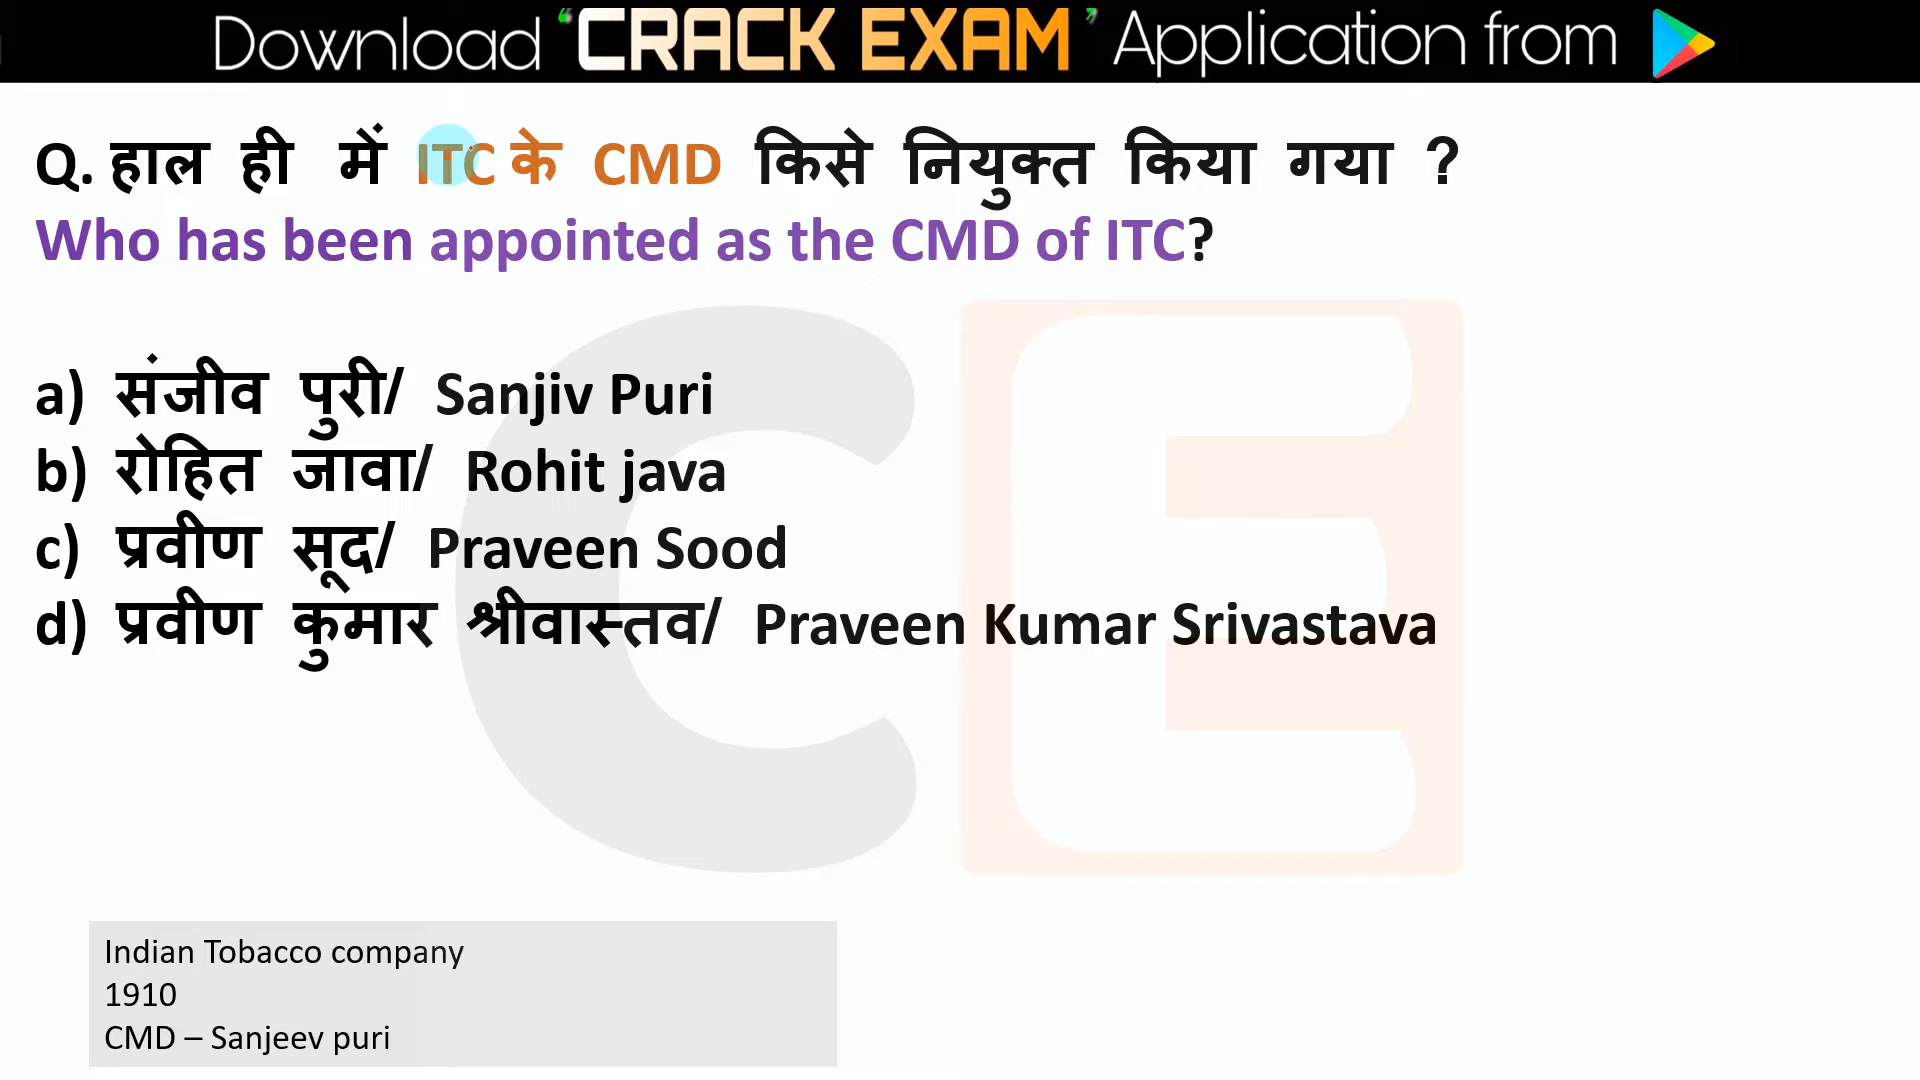 Download ‘CRACK EXAM’ Application from
Q. हाल ही में ITC के CMD किसे नियुक्त किया गया ?
Who has been appointed as the CMD of ITC?
a) संजीव पुरी/ Sanjiv Puri
b) रोहित जावा/ Rohit java
c) प्रवीण सूद/ Praveen Sood
d) प्रवीण कुमार श्रीवास्तव/ Praveen Kumar Srivastava
CE
Indian Tobacco company
1910
CMD – Sanjeev puri